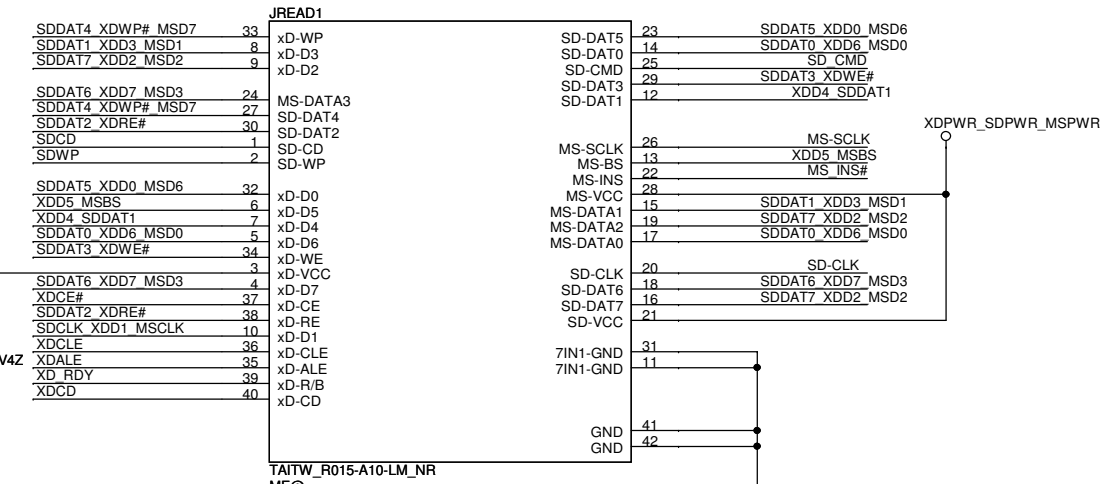 JREAD1
SDDAT4_XDWP#_MSD7 33 xD-WP
SDDAT1_XDD3_MSD1 8 xD-D3
SDDAT7_XDD2_MSD2 9 xD-D2
SDDAT6_XDD7_MSD3 24 MS-DATA3
SDDAT4_XDWP#_MSD7 27 SD-DAT4
SDDAT2_XDRE# 30 SD-DAT2
SDCD 1 SD-CD
SDWP 2 SD-WP
SDDAT5_XDD0_MSD6 32 xD-D0
XDD5_MSBS 6 xD-D5
XDD4_SDDAT1 7 xD-D4
SDDAT0_XDD6_MSD0 5 xD-D6
SDDAT3_XDWE# 34 xD-WE
3 xD-VCC
SDDAT6_XDD7_MSD3 4 xD-D7
XDCE# 37 xD-CE
SDDAT2_XDRE# 38 xD-RE
SDCLK_XDD1_MSCLK 10 xD-D1
XDCLE 36 xD-CLE
V4Z XDALE 35 xD-ALE
XD_RDY 39 xD-R/B
XDCD 40 xD-CD
SD-DAT5 23 SDDAT5_XDD0_MSD6
SD-DAT0 14 SDDAT0_XDD6_MSD0
SD-CMD 25 SD_CMD
SD-DAT3 29 SDDAT3_XDWE#
SD-DAT1 12 XDD4_SDDAT1
XDPWR_SDPWR_MSPWR
MS-SCLK 26 MS-SCLK
MS-BS 13 XDD5_MSBS
MS-INS 22 MS_INS#
MS-VCC 28
MS-DATA1 15 SDDAT1_XDD3_MSD1
MS-DATA2 19 SDDAT7_XDD2_MSD2
MS-DATA0 17 SDDAT0_XDD6_MSD0
SD-CLK 20 SD-CLK
SD-DAT6 18 SDDAT6_XDD7_MSD3
SD-DAT7 16 SDDAT7_XDD2_MSD2
SD-VCC 21
7IN1-GND 31
7IN1-GND 11
GND 41
GND 42
TAITW_R015-A10-LM_NR